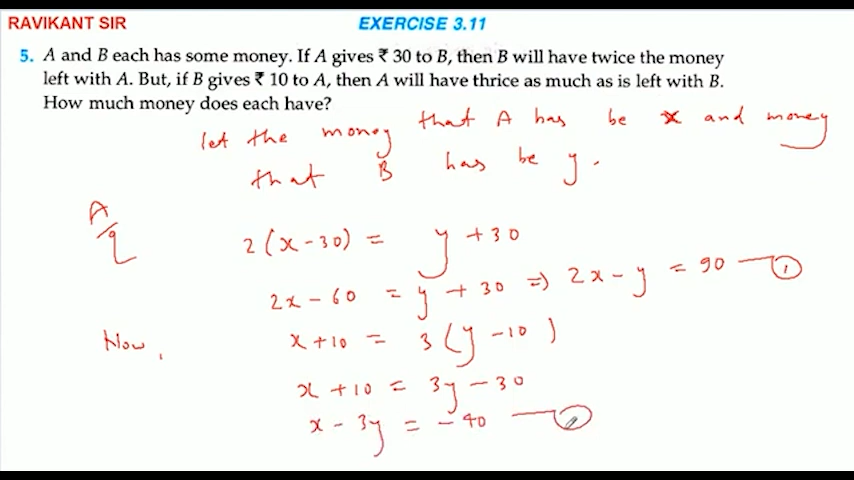 RAVIKANT SIR
EXERCISE 3.11
5. A and B each has some money. If A gives ₹ 30 to B, then B will have twice the money
left with A. But, if B gives ₹ 10 to A, then A will have thrice as much as is left with B.
How much money does each have?
let the money that A has be x and money
that B has be y.
A/q
2(x-30) = y+30
2x-60 = y+30 ⇒ 2x-y = 90 — ①
Now, x+10 = 3(y-10)
x+10 = 3y-30
x-3y = -40 — ②